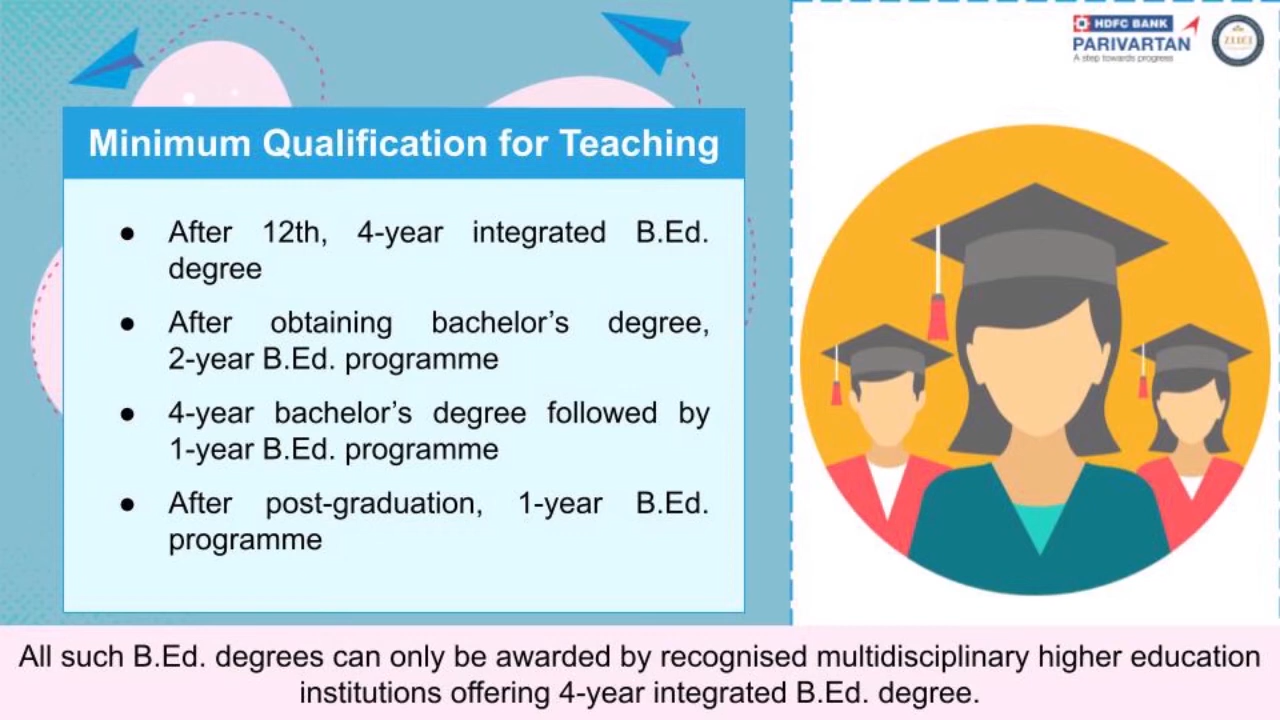 HDFC BANK
PARIVARTAN
A step towards progress
Minimum Qualification for Teaching
● After 12th, 4-year integrated B.Ed.
degree
● After obtaining bachelor’s degree,
2-year B.Ed. programme
● 4-year bachelor’s degree followed by
1-year B.Ed. programme
● After post-graduation, 1-year B.Ed.
programme
All such B.Ed. degrees can only be awarded by recognised multidisciplinary higher education
institutions offering 4-year integrated B.Ed. degree.